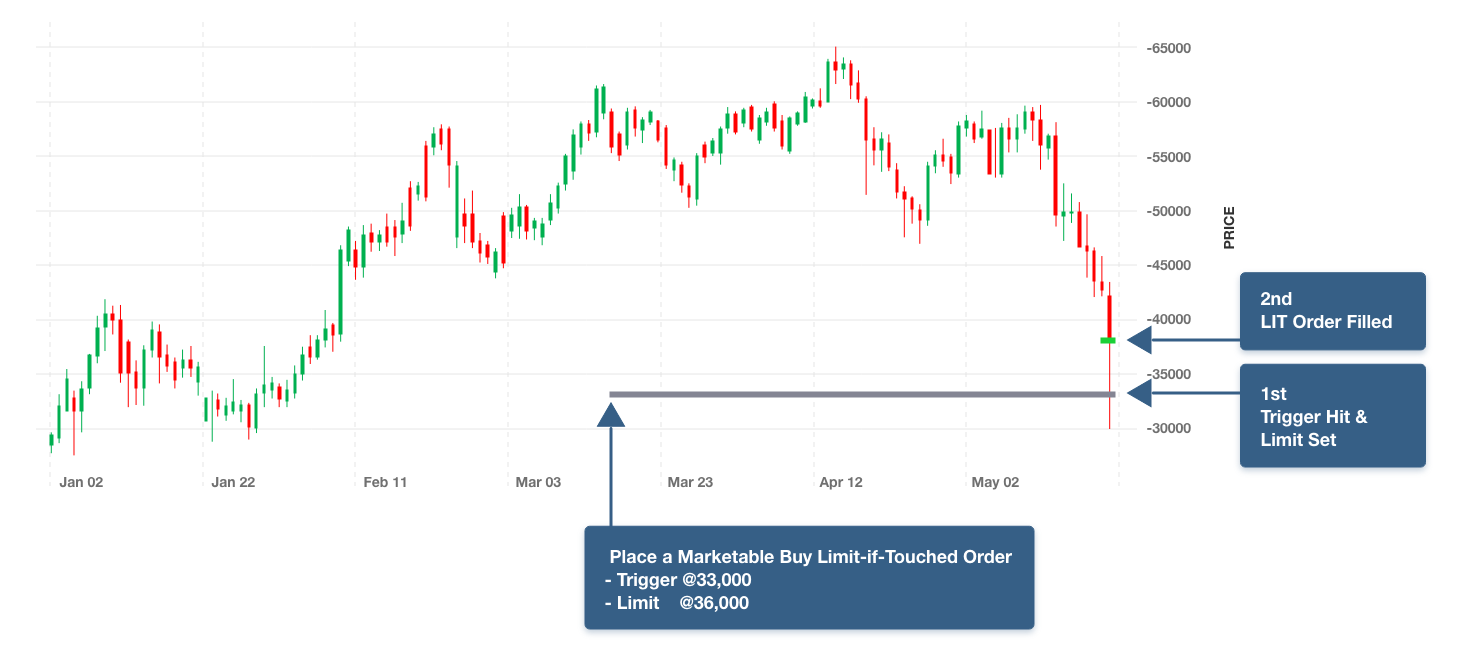 -65000
-60000
-55000
-50000
-45000
-40000
-35000
-30000
PRICE
Jan 02
Jan 22
Feb 11
Mar 03
Mar 23
Apr 12
May 02
2nd
LIT Order Filled
1st
Trigger Hit &
Limit Set
Place a Marketable Buy Limit-if-Touched Order
- Trigger @33,000
- Limit @36,000